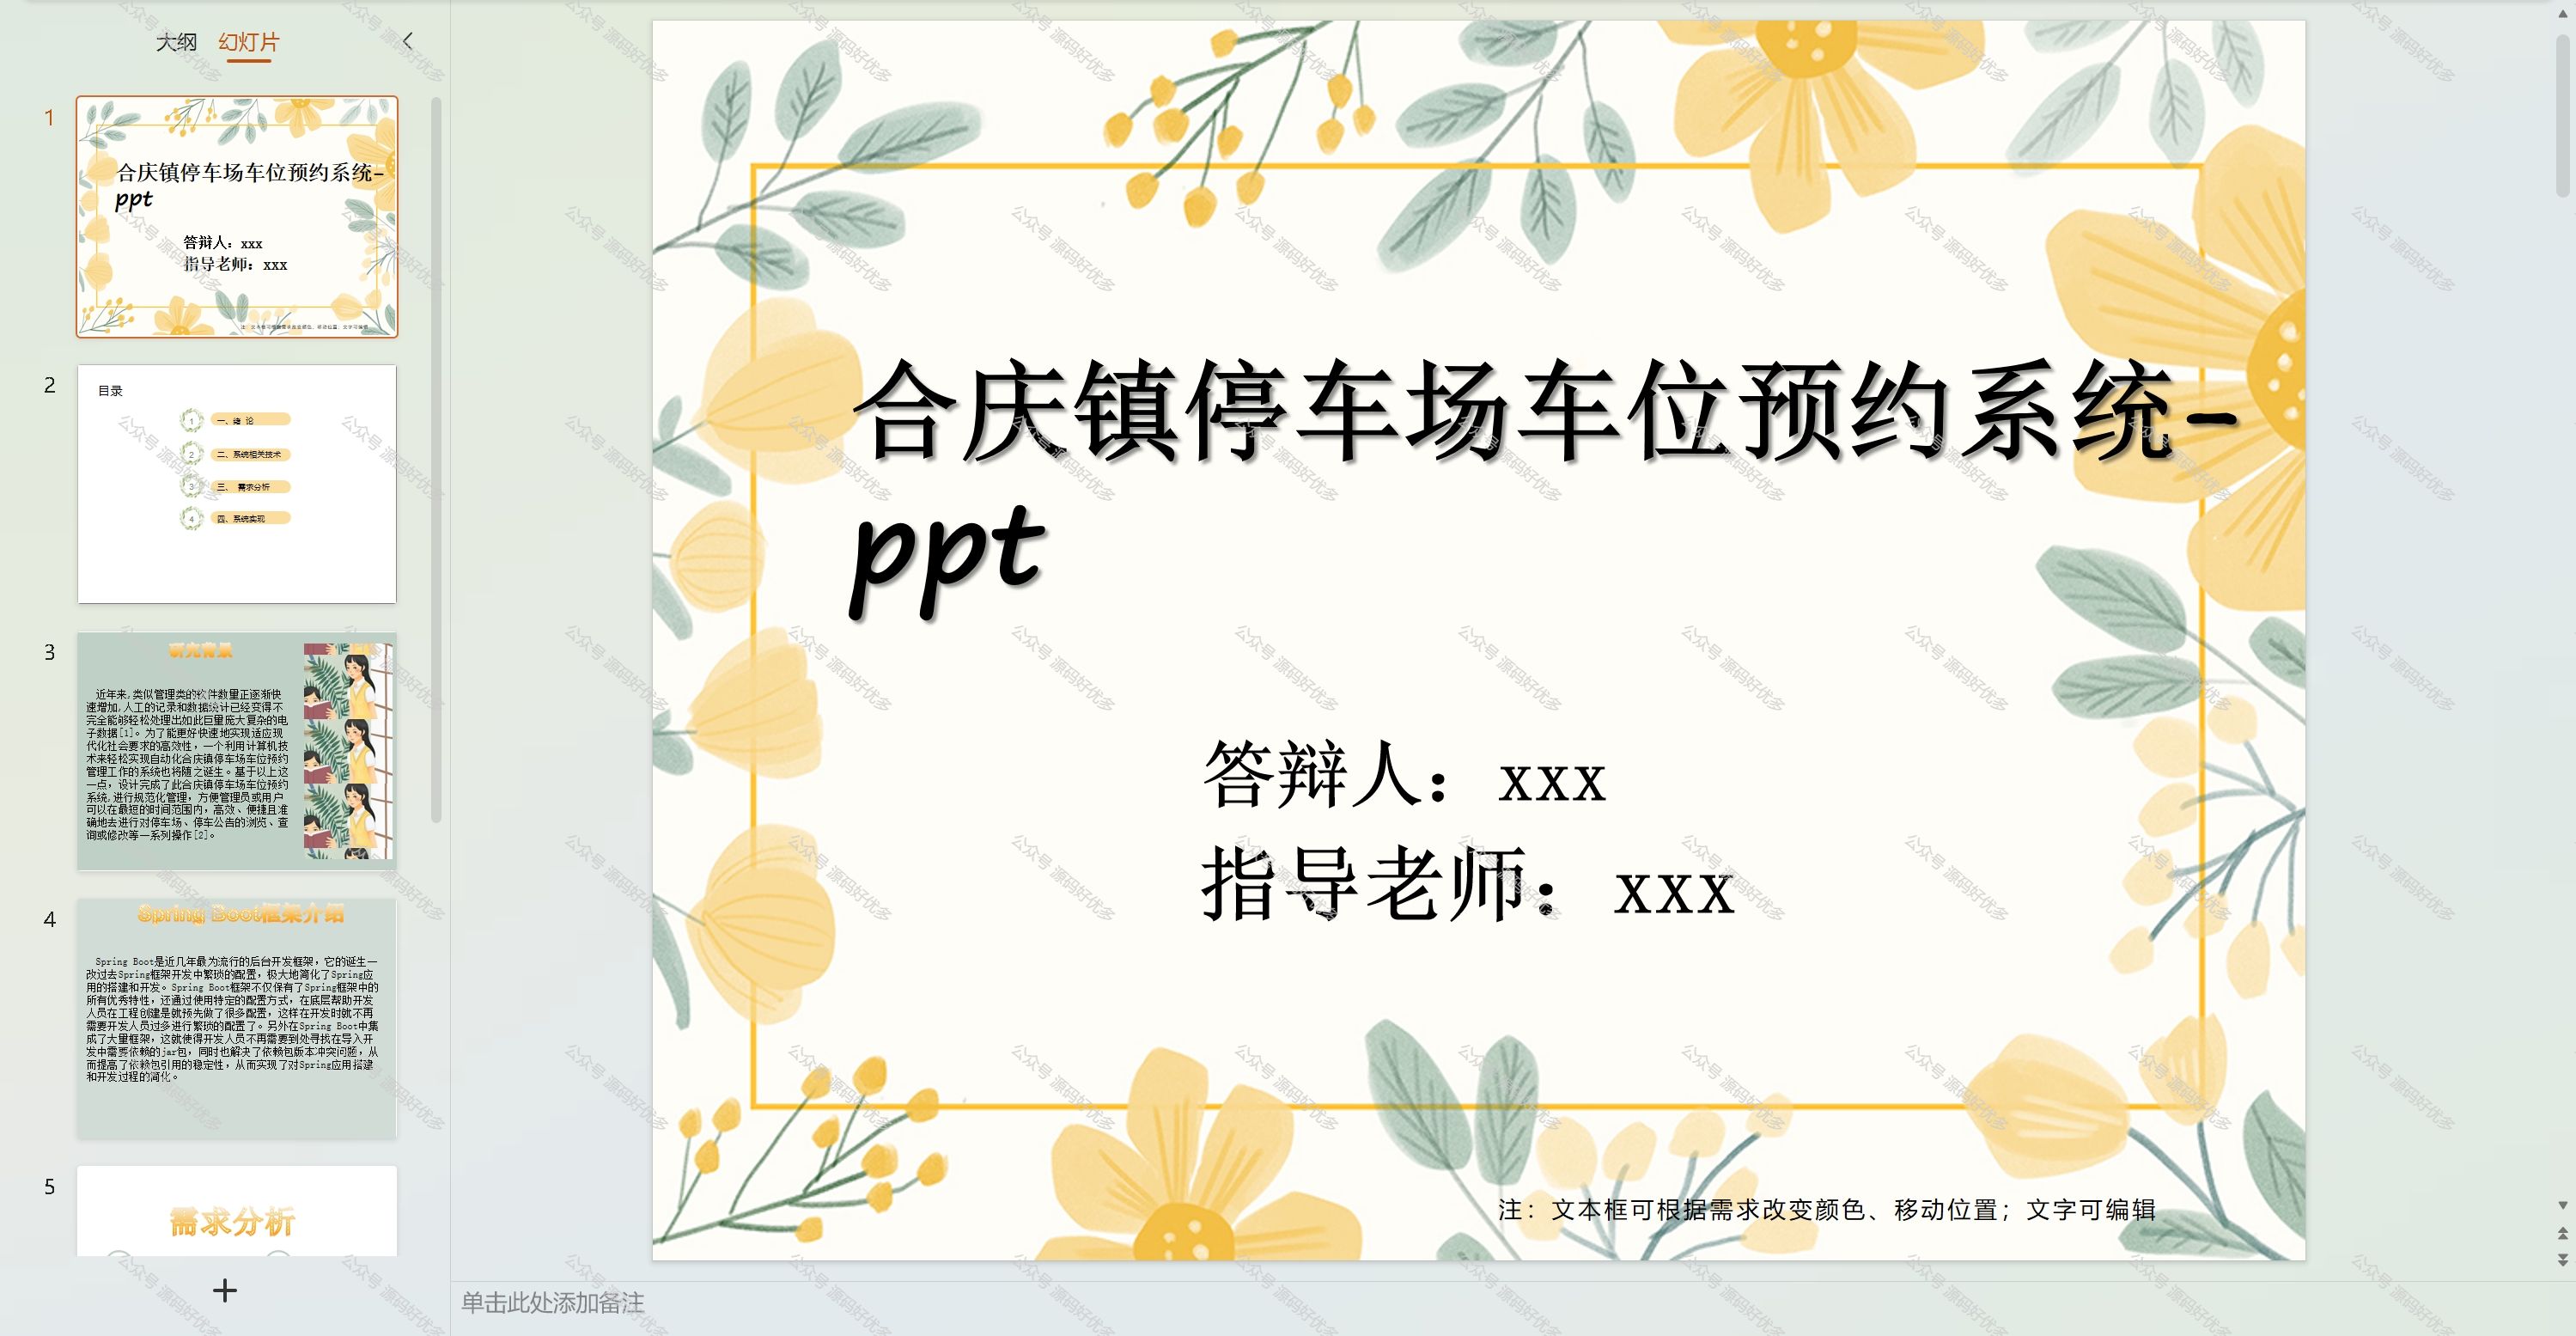 大纲 幻灯片
1
合庆镇停车场车位预约系统-
ppt
答辩人：xxx
指导老师：xxx
2
目录
1 一、绪 论
2 二、系统相关技术
3 三、 需求分析
4 四、系统实现
3
研究背景
近年来,类似管理类的软件数量正逐渐快
速增加,人工的记录和数据统计已经变得不
完全能够轻松处理出如此巨量庞大复杂的电
子数据[1]。为了能更好快速地实现适应现
代化社会要求的高效性，一个利用计算机技
术来轻松实现自动化合庆镇停车场车位预约
管理工作的系统也将随之诞生。基于以上这
一点，设计完成了此合庆镇停车场车位预约
系统,进行规范化管理，方便管理员或用户
可以在最短的时间范围内，高效、便捷且准
确地去进行对停车场、停车公告的浏览、查
询或修改等一系列操作[2]。
4
Spring Boot框架介绍
Spring Boot是近几年最为流行的后台开发框架，它的诞生一
改过去Spring框架开发中繁琐的配置，极大地简化了Spring应
用的搭建和开发。Spring Boot框架不仅保有了Spring框架中的
所有优秀特性，还通过使用特定的配置方式，在底层帮助开发
人员在工程创建是就预先做了很多配置，这样在开发时就不再
需要开发人员过多进行繁琐的配置了。另外在Spring Boot中集
成了大量框架，这就使得开发人员不再需要到处寻找在导入开
发中需要依赖的jar包，同时也解决了依赖包版本冲突问题，从
而提高了依赖包引用的稳定性，从而实现了对Spring应用搭建
和开发过程的简化。
5
需求分析
合庆镇停车场车位预约系统-
ppt
答辩人：xxx
指导老师：xxx
注：文本框可根据需求改变颜色、移动位置；文字可编辑
单击此处添加备注
公众号 源码好优多